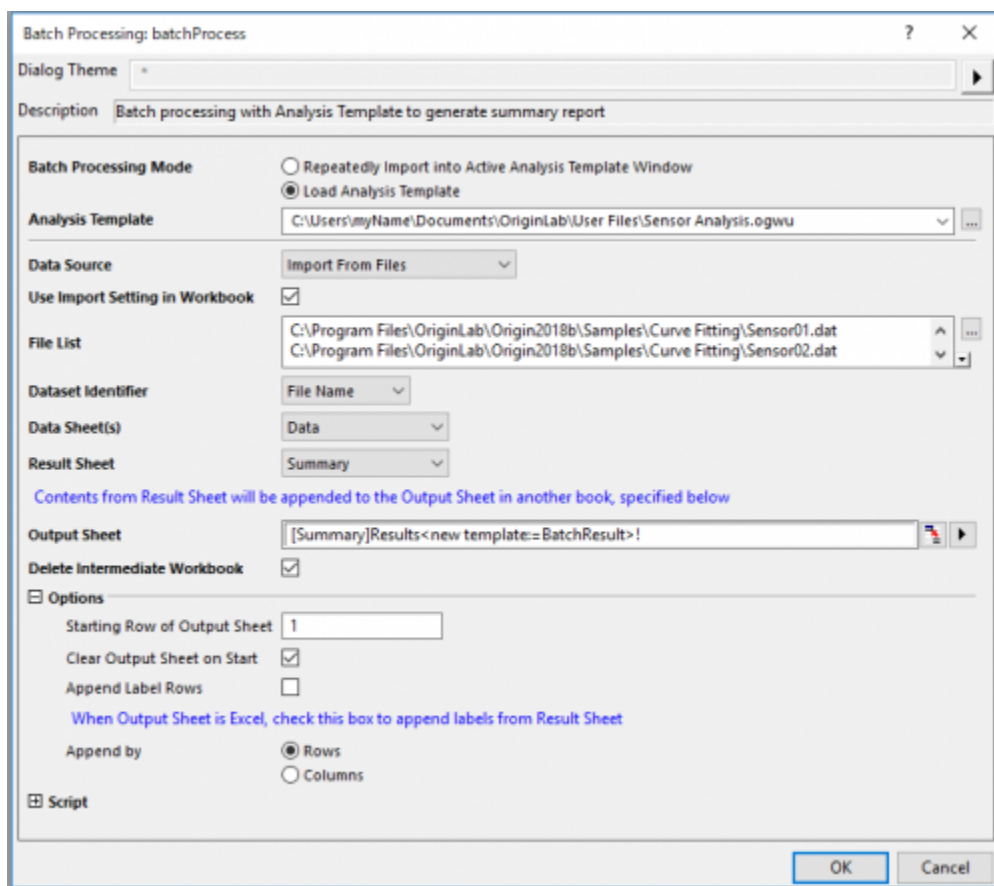 Batch Processing: batchProcess ? ×
Dialog Theme *
Description Batch processing with Analysis Template to generate summary report
Batch Processing Mode Repeatedly Import into Active Analysis Template Window
Load Analysis Template
Analysis Template C:\Users\myName\Documents\OriginLab\User Files\Sensor Analysis.ogwu ...
Data Source Import From Files
Use Import Setting in Workbook
File List C:\Program Files\OriginLab\Origin2018b\Samples\Curve Fitting\Sensor01.dat ...
C:\Program Files\OriginLab\Origin2018b\Samples\Curve Fitting\Sensor02.dat
Dataset Identifier File Name
Data Sheet(s) Data
Result Sheet Summary
Contents from Result Sheet will be appended to the Output Sheet in another book, specified below
Output Sheet [Summary]Results<new template:=BatchResult>!
Delete Intermediate Workbook
Options
Starting Row of Output Sheet 1
Clear Output Sheet on Start
Append Label Rows
When Output Sheet is Excel, check this box to append labels from Result Sheet
Append by Rows
Columns
Script
OK Cancel